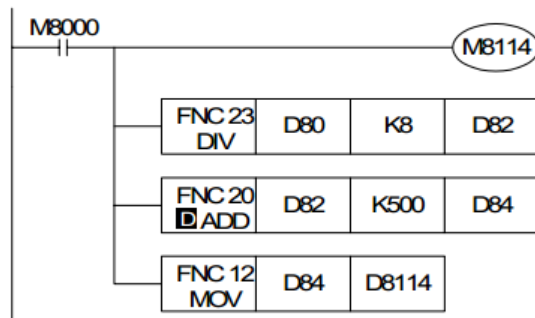 M8000
M8114
FNC 23
DIV
D80
K8
D82
FNC 20
D ADD
D82
K500
D84
FNC 12
MOV
D84
D8114